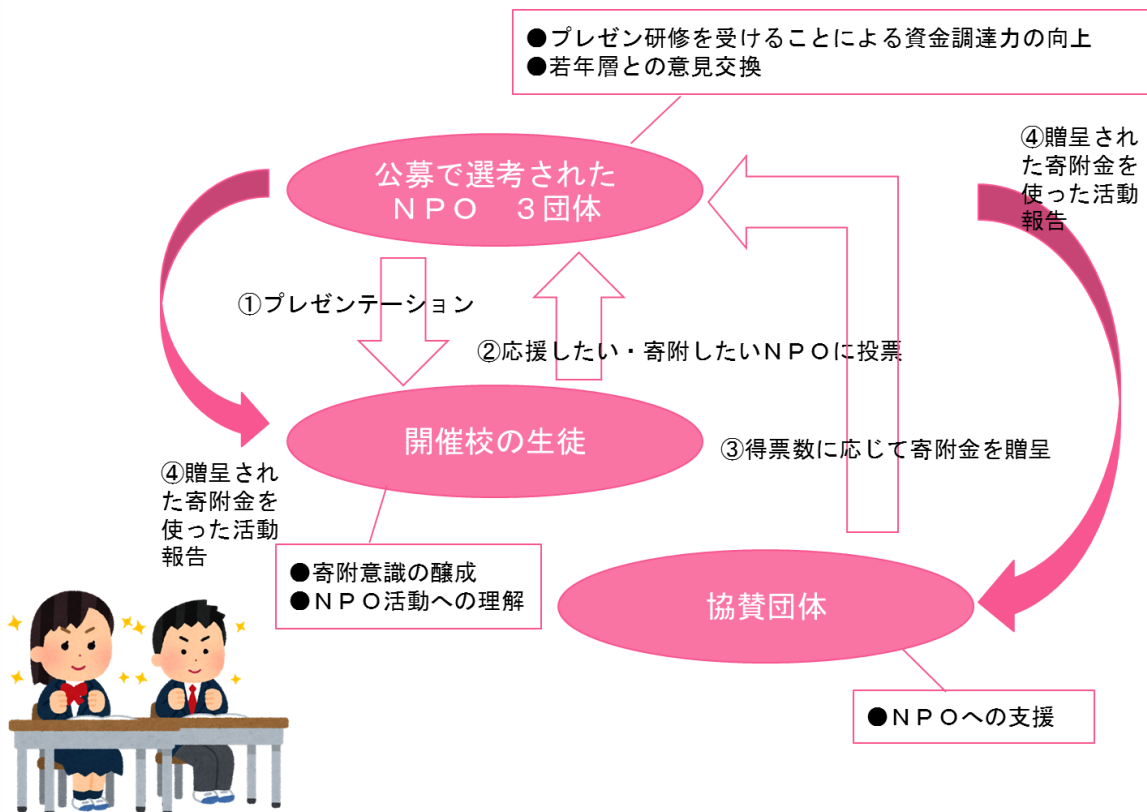 ●プレゼン研修を受けることによる資金調達力の向上
●若年層との意見交換
公募で選考された
ＮＰＯ　３団体
④贈呈され
た寄附金を
使った活動
報告
①プレゼンテーション
②応援したい・寄附したいＮＰＯに投票
開催校の生徒
③得票数に応じて寄附金を贈呈
④贈呈され
た寄附金を
使った活動
報告
●寄附意識の醸成
●ＮＰＯ活動への理解
協賛団体
●ＮＰＯへの支援